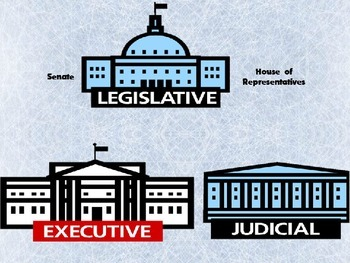 Senate
House of
Representatives
LEGISLATIVE
EXECUTIVE
JUDICIAL